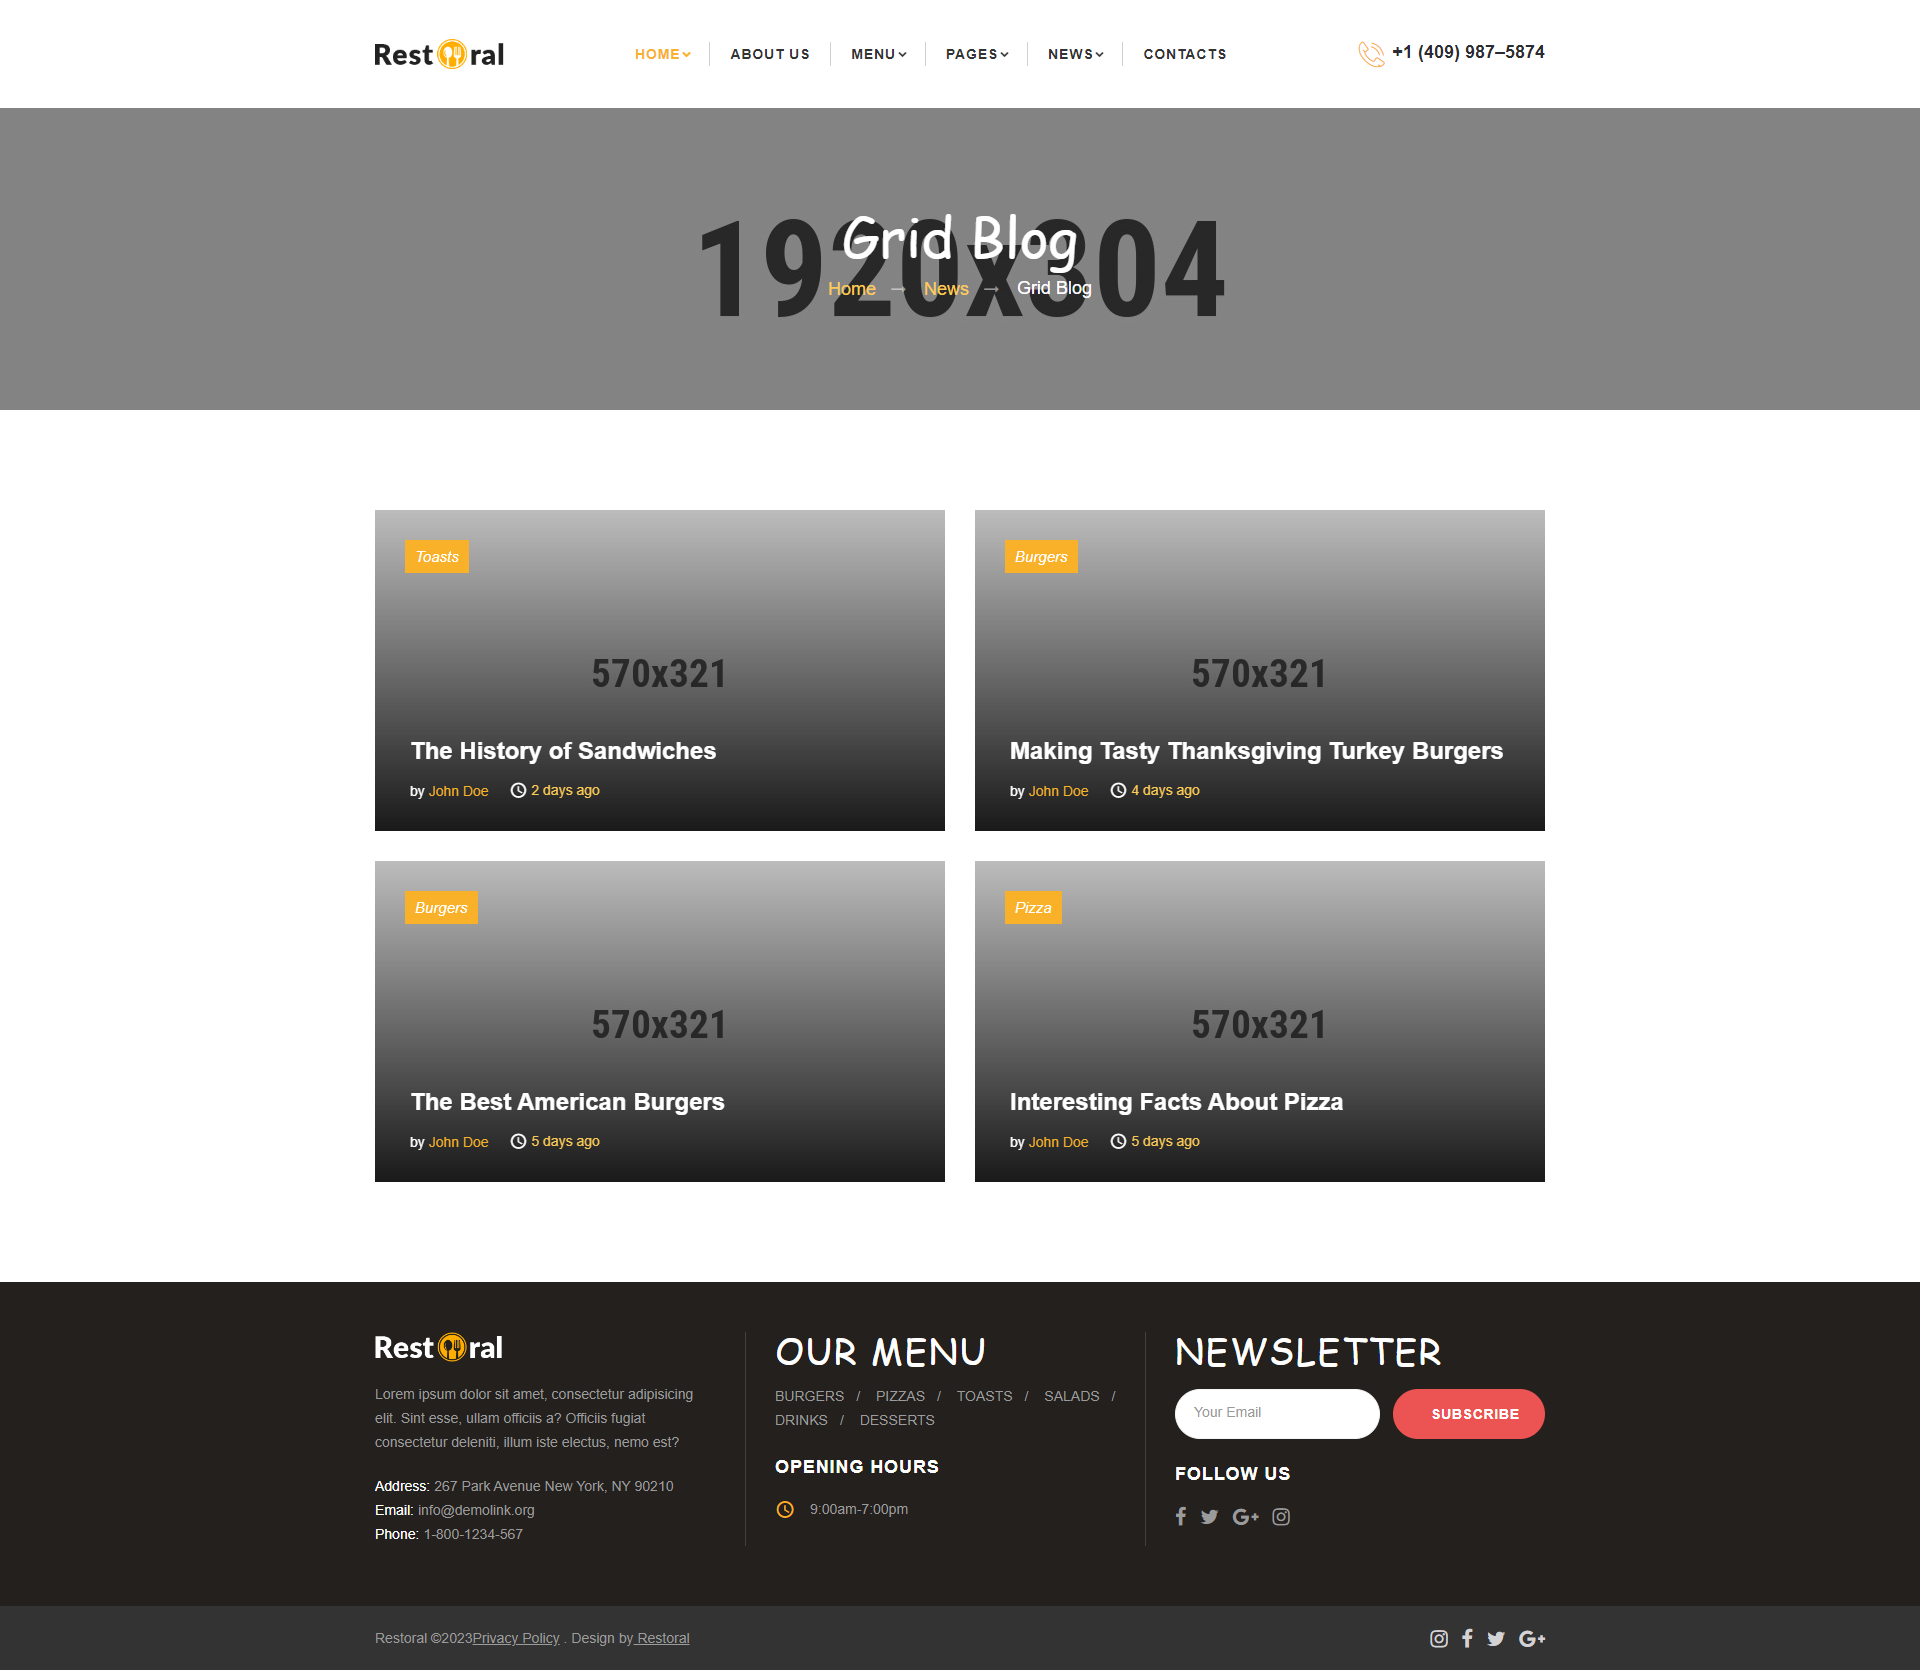 Restoral
HOME
ABOUT US
MENU
PAGES
NEWS
CONTACTS
+1 (409) 987–5874
1920x304
Grid Blog
Home → News → Grid Blog
Toasts
570x321
The History of Sandwiches
by John Doe 2 days ago
Burgers
570x321
Making Tasty Thanksgiving Turkey Burgers
by John Doe 4 days ago
Burgers
570x321
The Best American Burgers
by John Doe 5 days ago
Pizza
570x321
Interesting Facts About Pizza
by John Doe 5 days ago
Restoral
Lorem ipsum dolor sit amet, consectetur adipisicing
elit. Sint esse, ullam officiis a? Officiis fugiat
consectetur deleniti, illum iste electus, nemo est?
Address: 267 Park Avenue New York, NY 90210
Email: info@demolink.org
Phone: 1-800-1234-567
OUR MENU
BURGERS / PIZZAS / TOASTS / SALADS /
DRINKS / DESSERTS
OPENING HOURS
9:00am-7:00pm
NEWSLETTER
Your Email
SUBSCRIBE
FOLLOW US
Restoral ©2023Privacy Policy . Design by Restoral